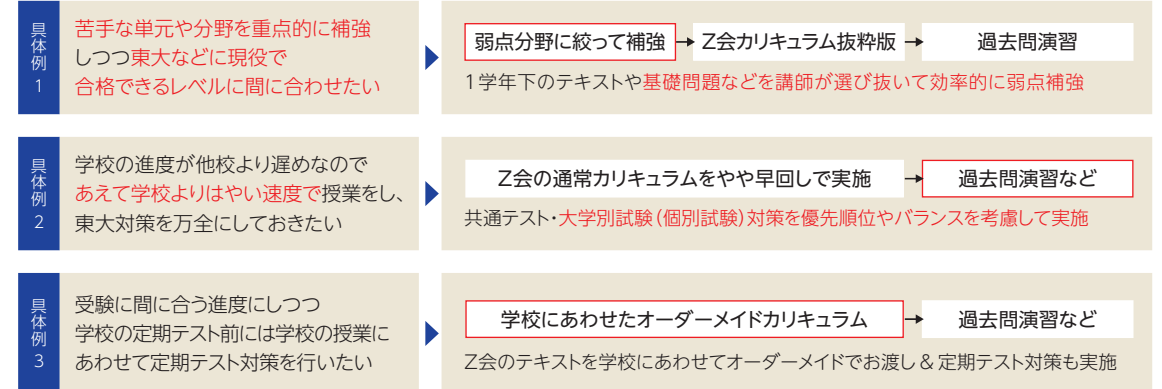 具体例1
苦手な単元や分野を重点的に補強
しつつ東大などに現役で
合格できるレベルに間に合わせたい
弱点分野に絞って補強 → Z会カリキュラム抜粋版 → 過去問演習
1学年下のテキストや基礎問題などを講師が選び抜いて効率的に弱点補強
具体例2
学校の進度が他校より遅めなので
あえて学校よりはやい速度で授業をし、
東大対策を万全にしておきたい
Z会の通常カリキュラムをやや早回しで実施 → 過去問演習など
共通テスト・大学別試験(個別試験)対策を優先順位やバランスを考慮して実施
具体例3
受験に間に合う進度にしつつ
学校の定期テスト前には学校の授業に
あわせて定期テスト対策を行いたい
学校にあわせたオーダーメイドカリキュラム → 過去問演習など
Z会のテキストを学校にあわせてオーダーメイドでお渡し & 定期テスト対策も実施